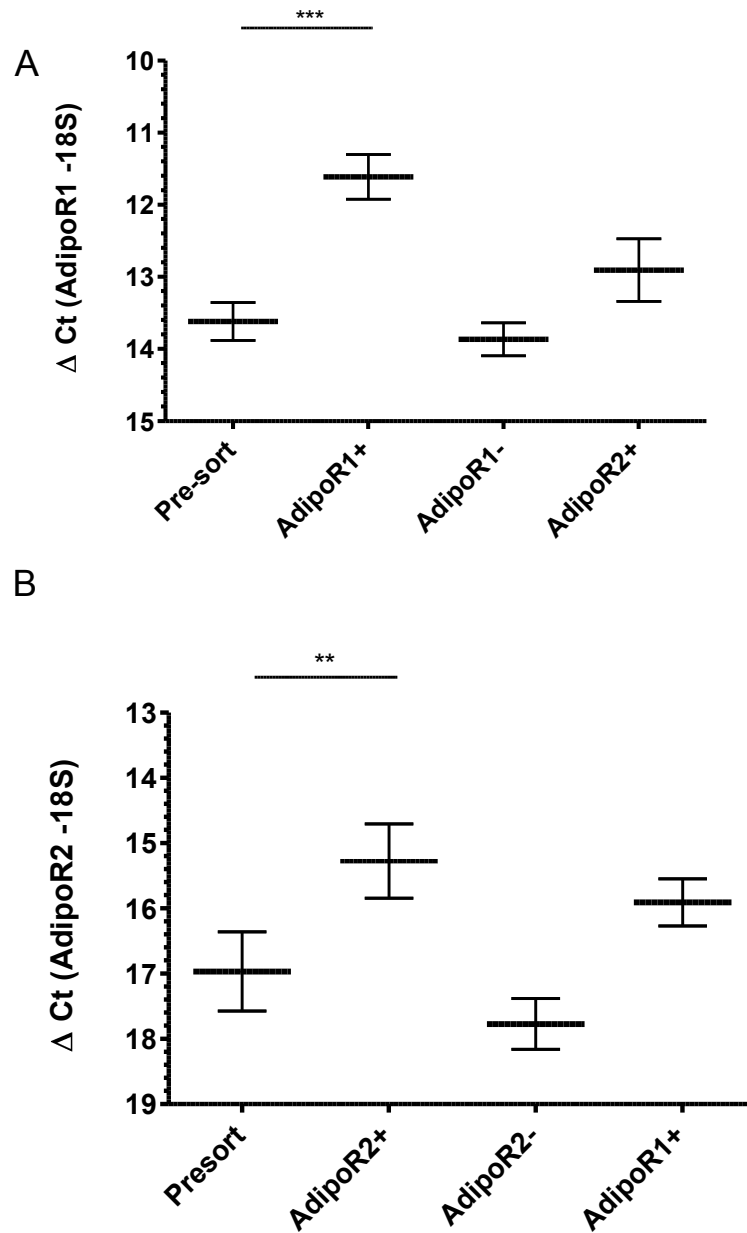 ***
A
10
11
12
13
14
15
Δ Ct (AdipoR1 -18S)
Pre-sort
AdipoR1+
AdipoR1-
AdipoR2+
B
**
13
14
15
16
17
18
19
Δ Ct (AdipoR2 -18S)
Presort
AdipoR2+
AdipoR2-
AdipoR1+